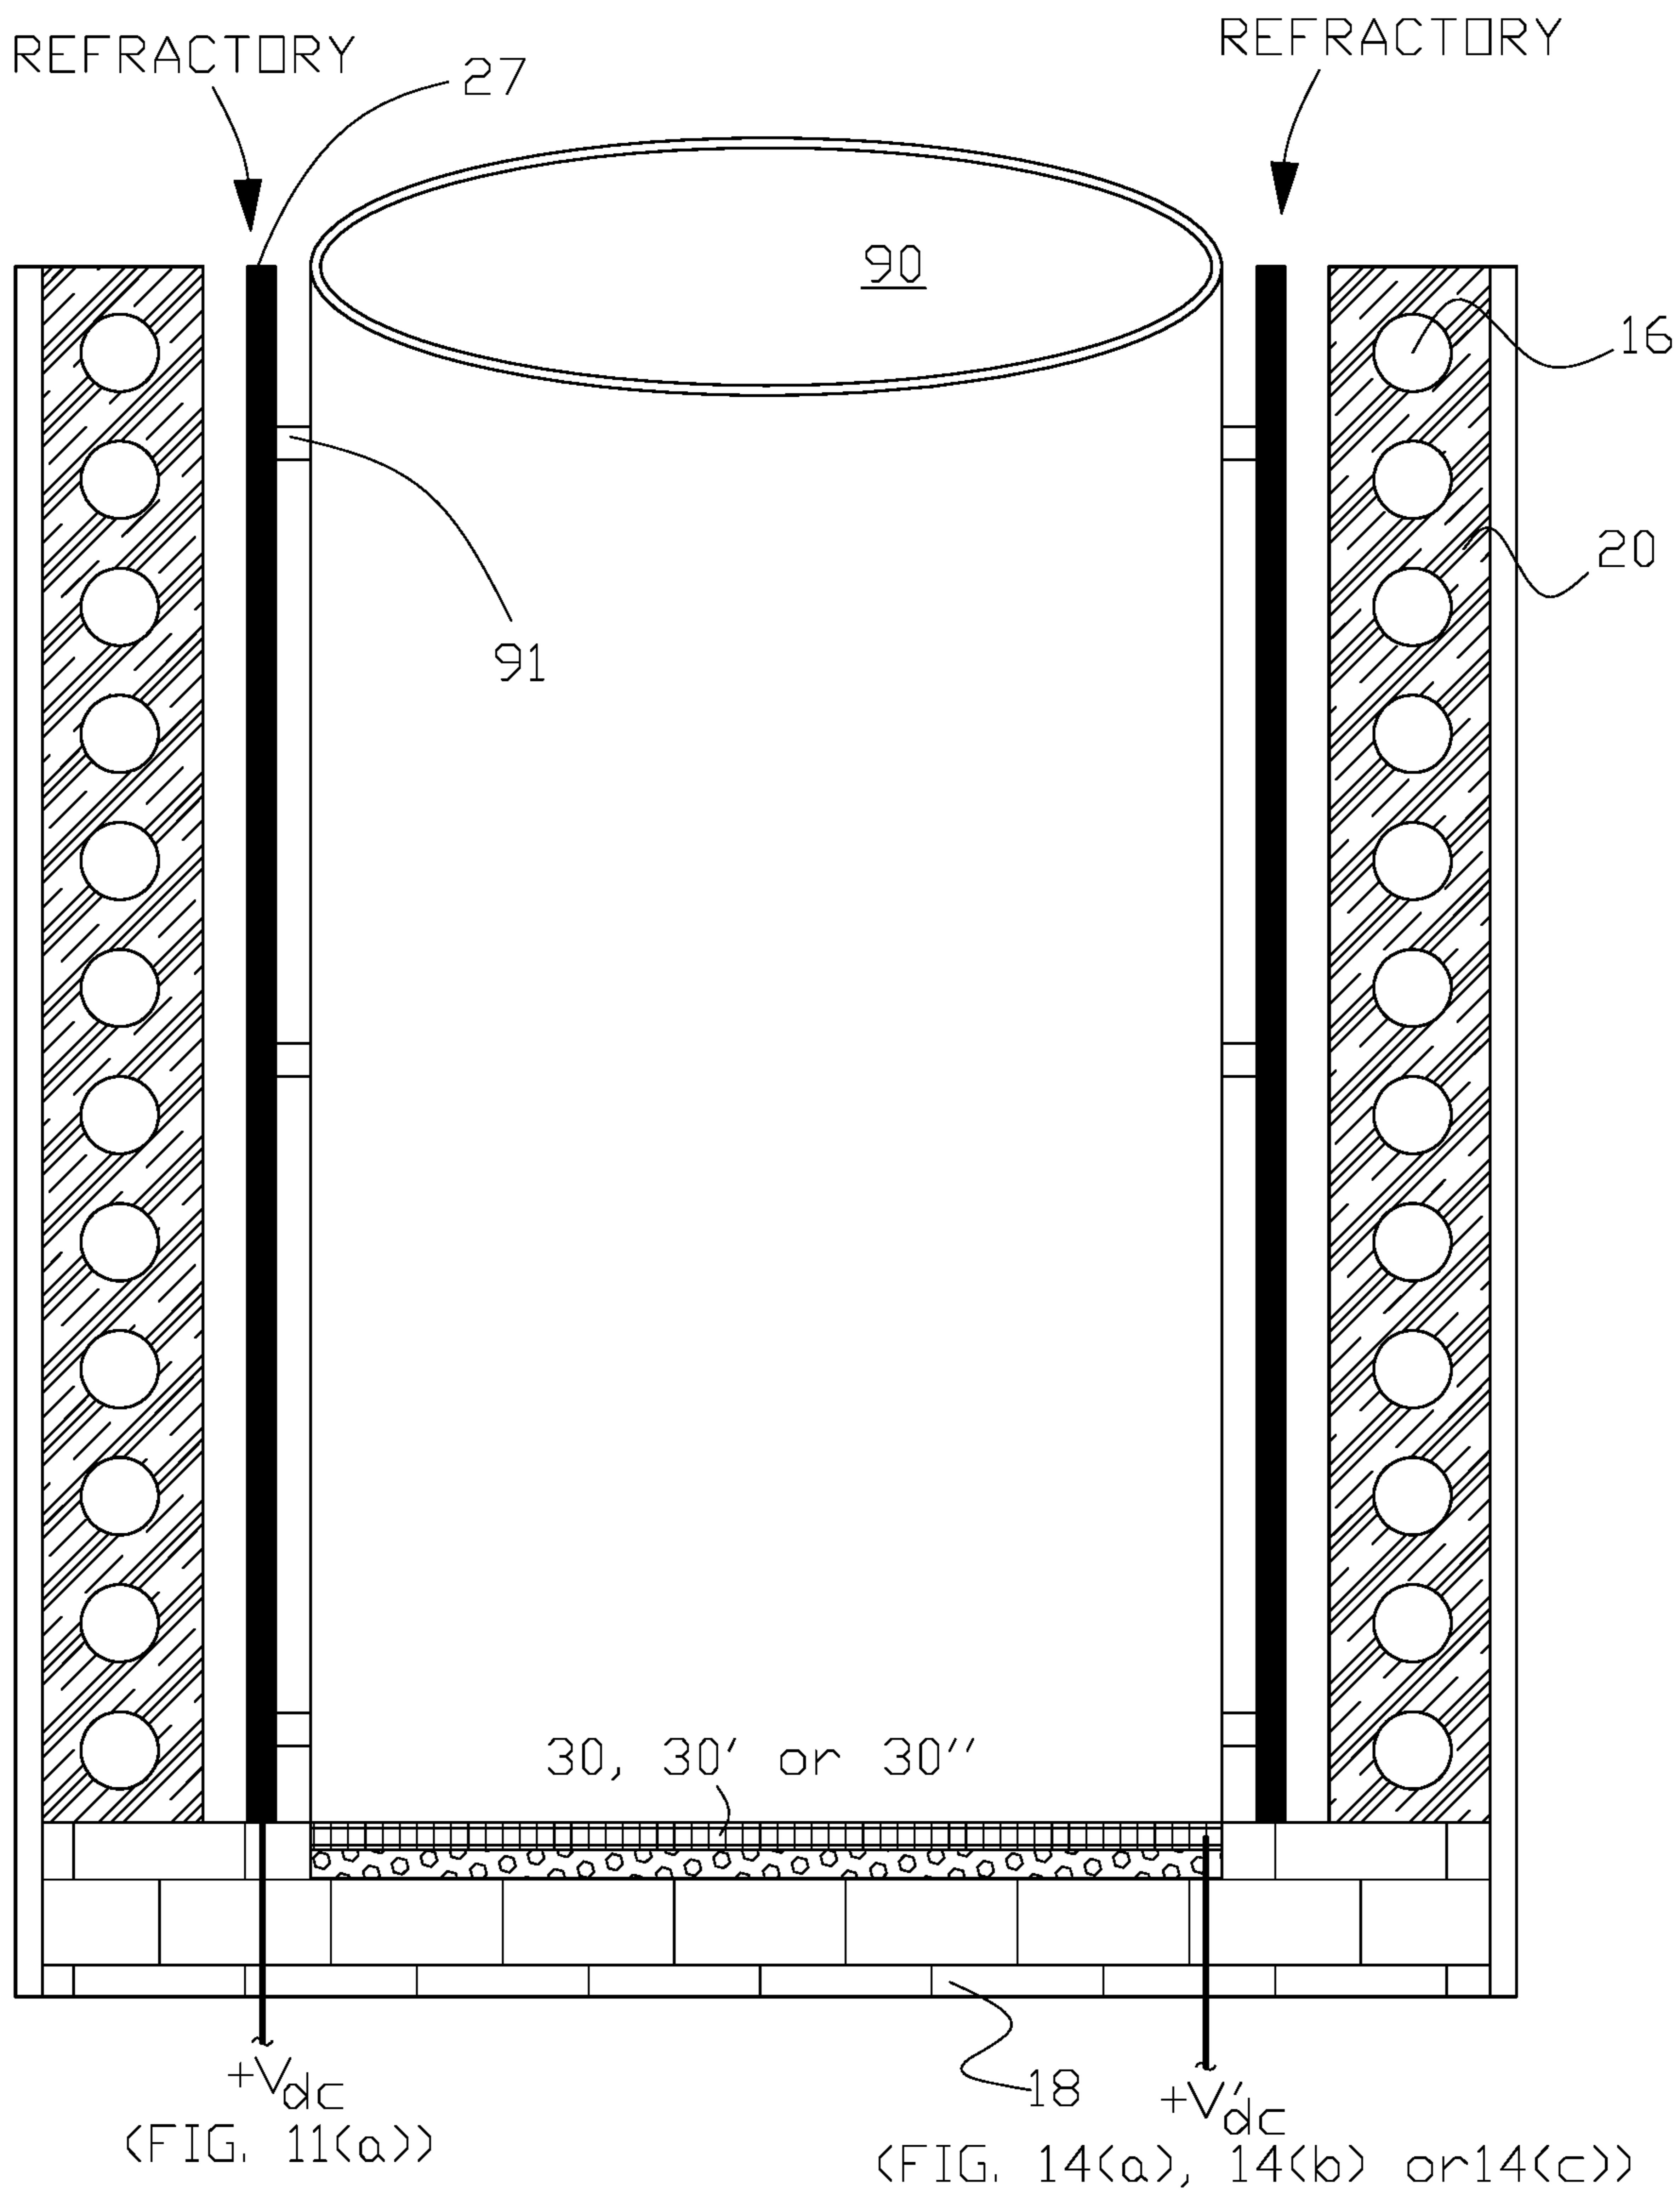 REFRACTORY
REFRACTORY
27
90
16
20
91
30, 30' or 30''
18
+Vdc
+V'dc
(FIG. 11(a))
(FIG. 14(a), 14(b) or14(c))